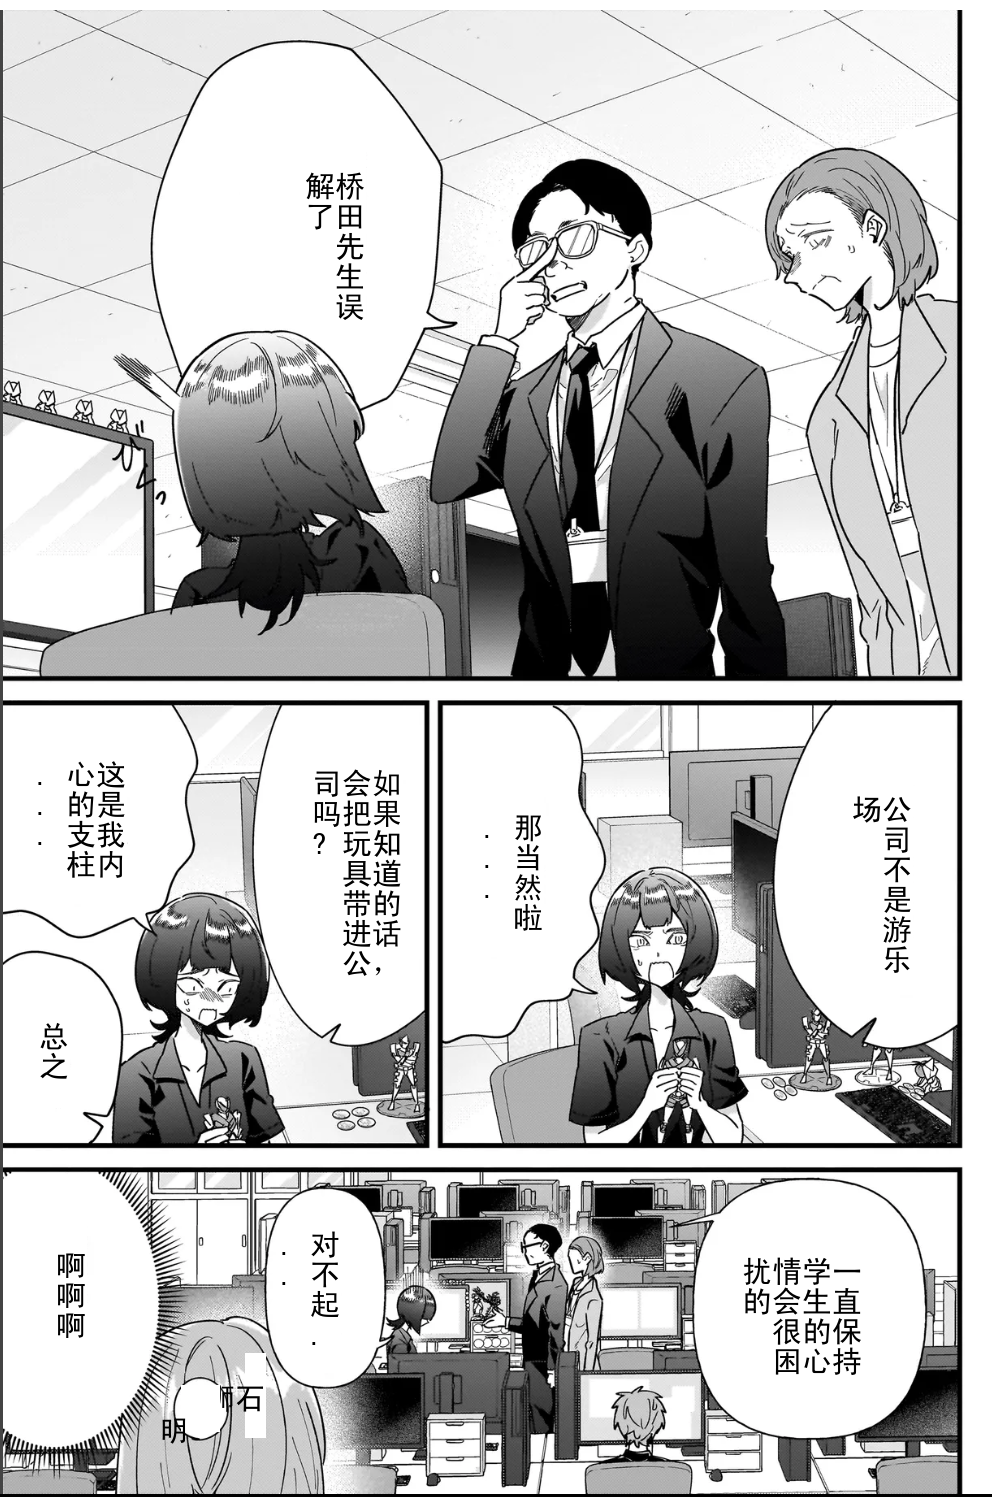 桥田先生误
解了
公司不是游乐
场
那当然啦
...
如果知道的话，
会把玩具带进公
司吗？
这是我内
心的支柱
...
总之
一直保持
学生的心
情会很困
扰的
对不起
...
啊啊啊
石
明